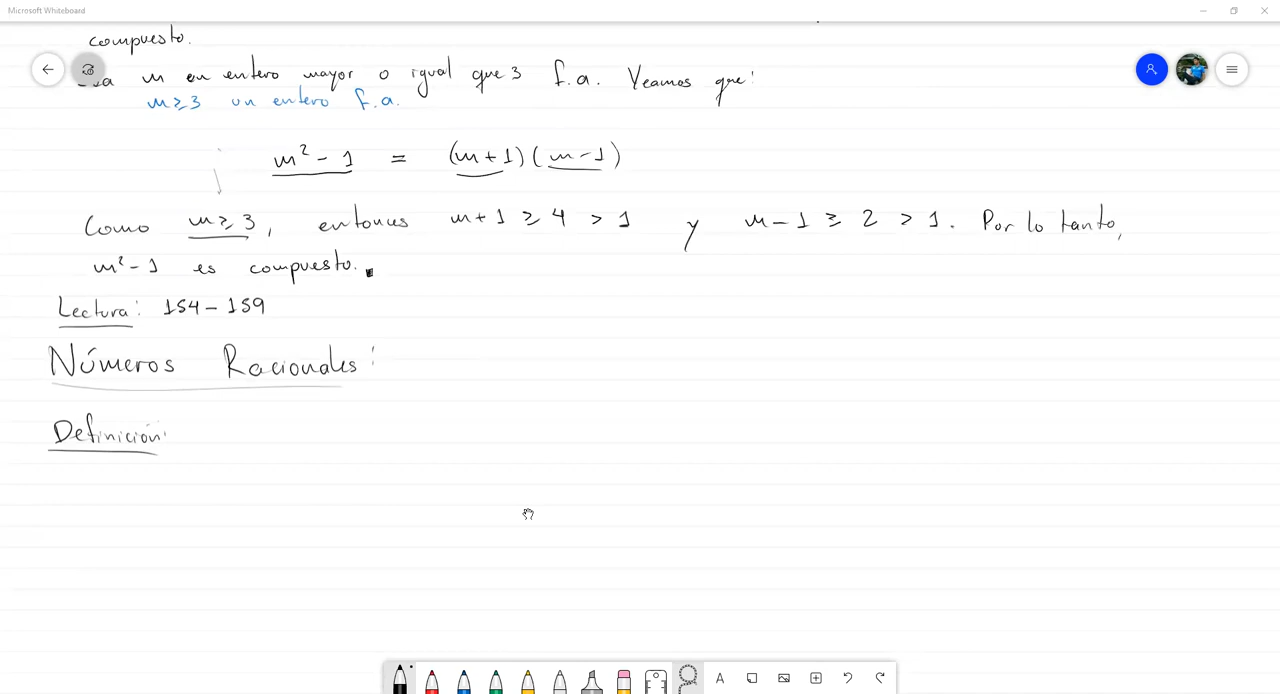 Microsoft Whiteboard
compuesto.
m en entero mayor o igual que 3 f.a. Veamos que:
m ≥ 3 un entero f.a.
m² - 1 = (m+1)(m-1)
Como m ≥ 3, entonces m+1 ≥ 4 > 1 y m-1 ≥ 2 > 1. Por lo tanto,
m² - 1 es compuesto.
Lectura: 154 - 159
Números Racionales:
Definición:
A